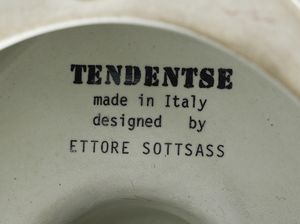 TENDENTSE
made in Italy
designed by
ETTORE SOTTSASS